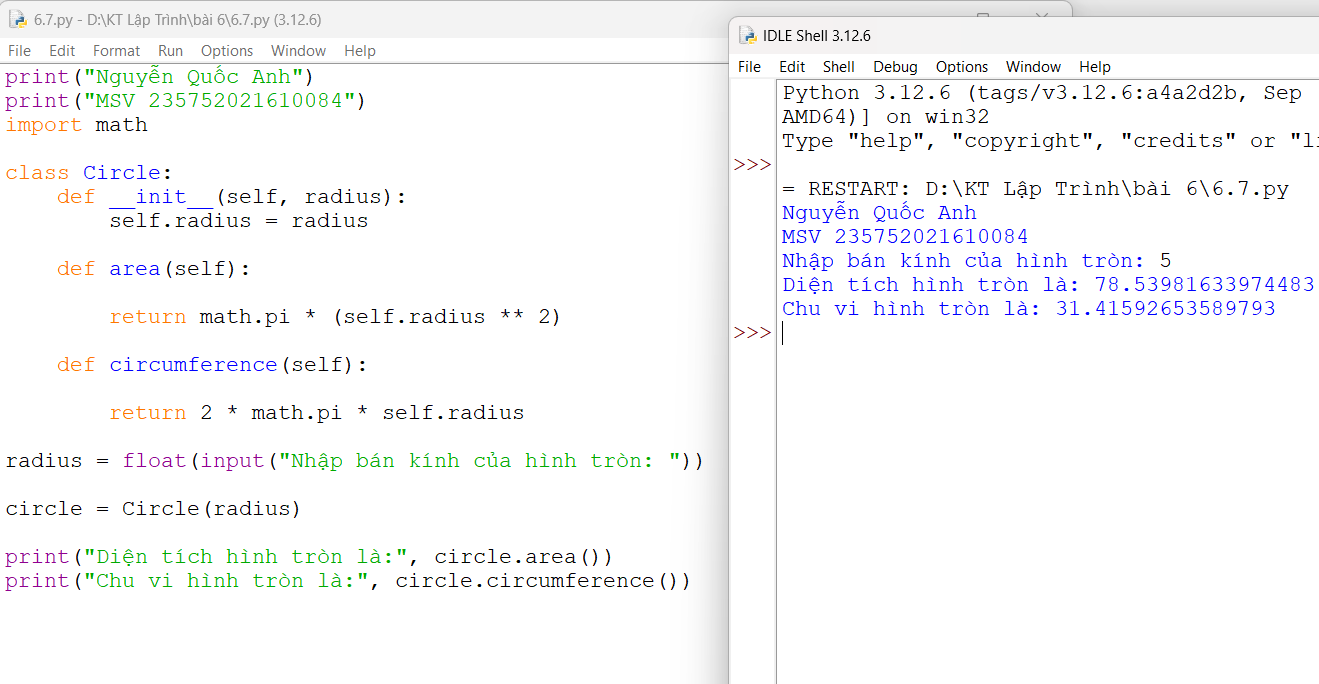 6.7.py - D:\KT Lập Trình\bài 6\6.7.py (3.12.6)
File Edit Format Run Options Window Help
print("Nguyễn Quốc Anh")
print("MSV 235752021610084")
import math
class Circle:
def __init__(self, radius):
self.radius = radius
def area(self):
return math.pi * (self.radius ** 2)
def circumference(self):
return 2 * math.pi * self.radius
radius = float(input("Nhập bán kính của hình tròn: "))
circle = Circle(radius)
print("Diện tích hình tròn là:", circle.area())
print("Chu vi hình tròn là:", circle.circumference())
IDLE Shell 3.12.6
File Edit Shell Debug Options Window Help
Python 3.12.6 (tags/v3.12.6:a4a2d2b, Sep
AMD64)] on win32
Type "help", "copyright", "credits" or
>>>
= RESTART: D:\KT Lập Trình\bài 6\6.7.py
Nguyễn Quốc Anh
MSV 235752021610084
Nhập bán kính của hình tròn: 5
Diện tích hình tròn là: 78.53981633974483
Chu vi hình tròn là: 31.41592653589793
>>>